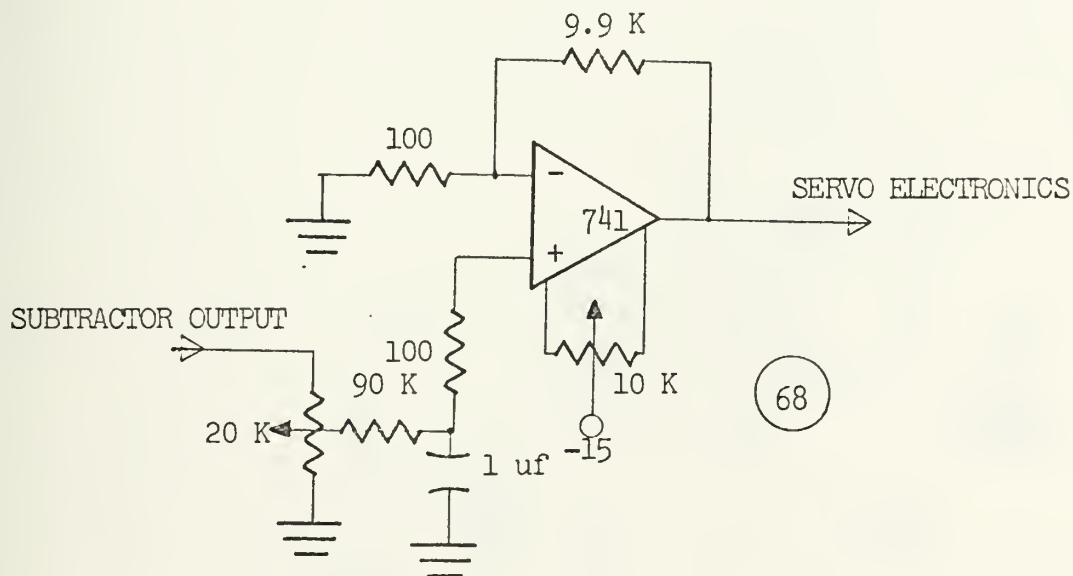 9.9 K
100
-
741
+
SERVO ELECTRONICS
SUBTRACTOR OUTPUT
100
90 K
10 K
68
20 K
1 uf
-15